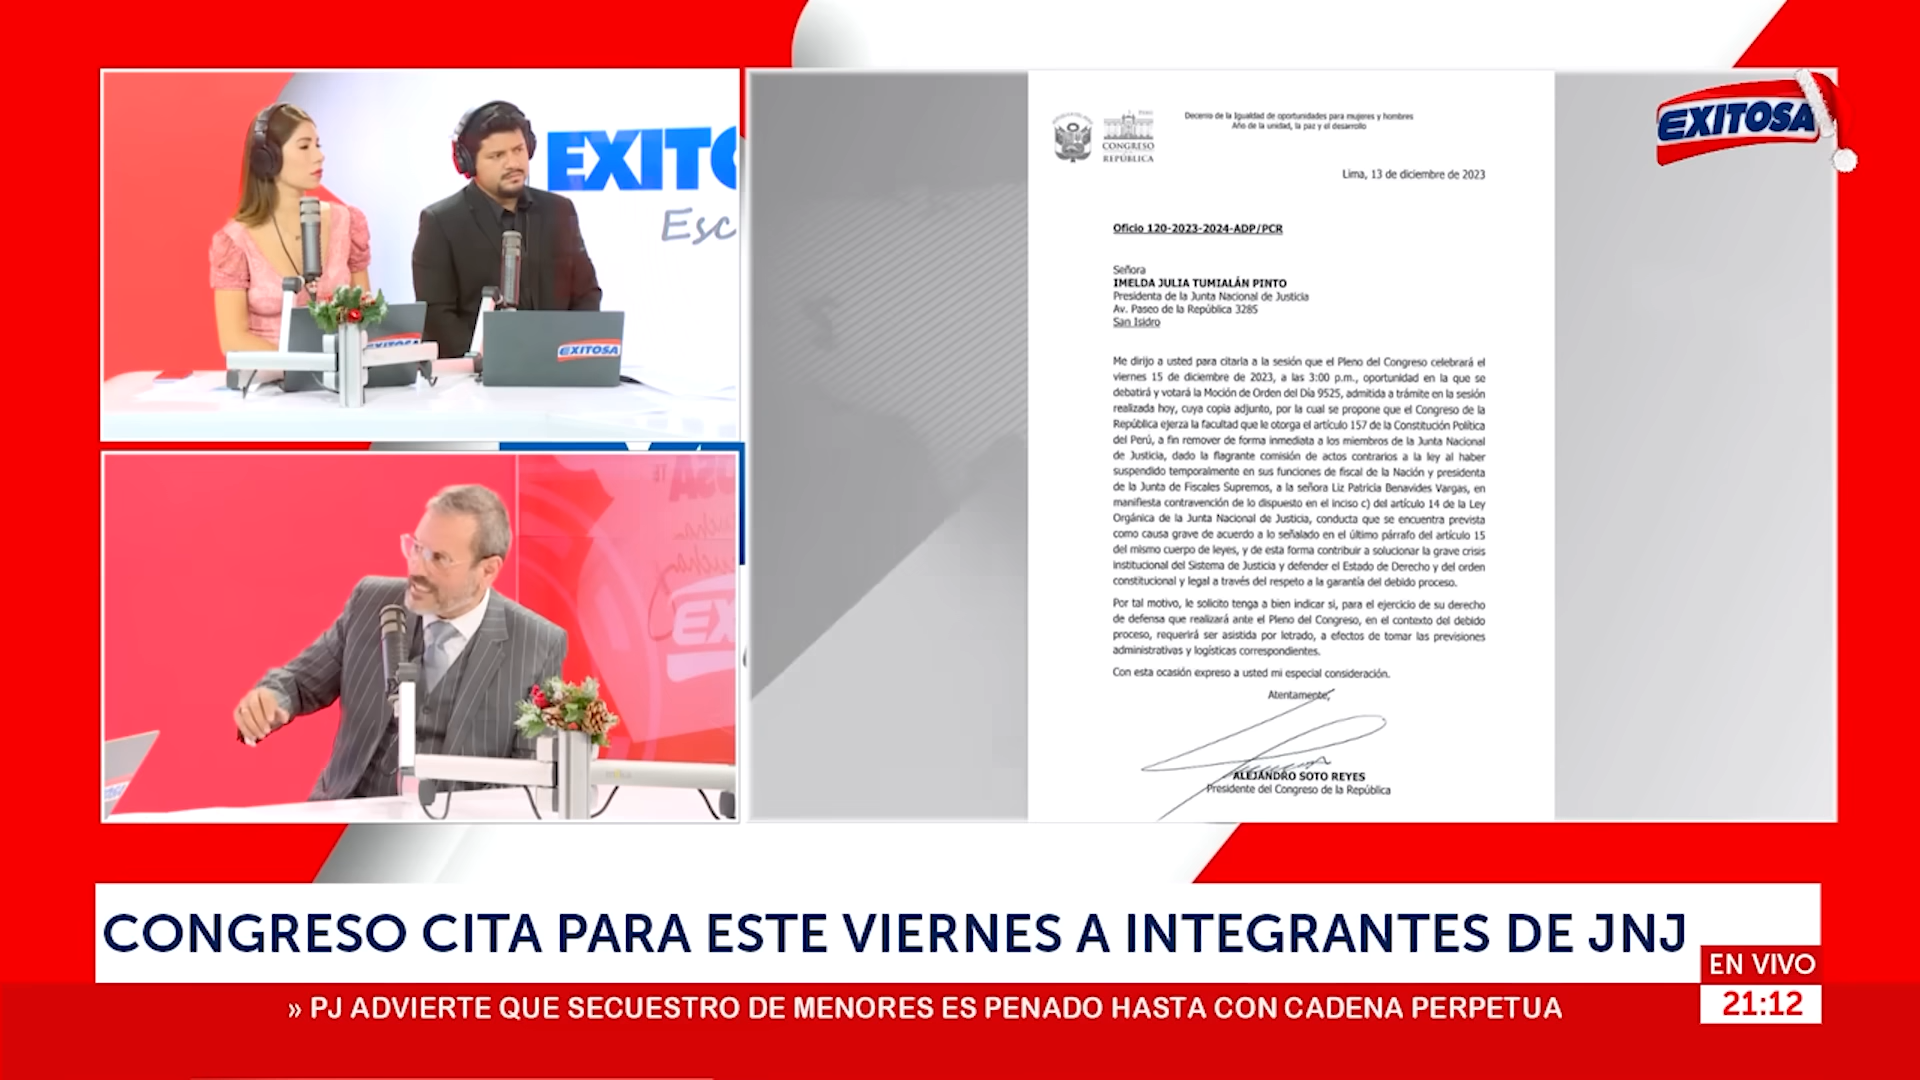 EXITO
Esc
EXITOSA
EXITOSA
EX
EXITOSA
CONGRESO
REPÚBLICA
Decenio de la Igualdad de oportunidades para mujeres y hombres
Año de la unidad, la paz y el desarrollo
Lima, 13 de diciembre de 2023
Oficio 120-2023-2024-ADP/PCR
Señora
IMELDA JULIA TUMIALÁN PINTO
Presidenta de la Junta Nacional de Justicia
Av. Paseo de la República 3285
San Isidro
Me dirijo a usted para citarla a la sesión que el Pleno del Congreso celebrará el
viernes 15 de diciembre de 2023, a las 3:00 p.m., oportunidad en la que se
debatirá y votará la Moción de Orden del Día 9525, admitida a trámite en la sesión
realizada hoy, cuya copia adjunto, por la cual se propone que el Congreso de la
República ejerza la facultad que le otorga el artículo 157 de la Constitución Política
del Perú, a fin remover de forma inmediata a los miembros de la Junta Nacional
de Justicia, dado la flagrante comisión de actos contrarios a la ley al haber
suspendido temporalmente en sus funciones de fiscal de la Nación y presidenta
de la Junta de Fiscales Supremos, a la señora Liz Patricia Benavides Vargas, en
manifiesta contravención de lo dispuesto en el inciso c) del artículo 14 de la Ley
Orgánica de la Junta Nacional de Justicia, conducta que se encuentra prevista
como causa grave de acuerdo a lo señalado en el último párrafo del artículo 15
del mismo cuerpo de leyes, y de esta forma contribuir a solucionar la grave crisis
institucional del Sistema de Justicia y defender el Estado de Derecho y del orden
constitucional y legal a través del respeto a la garantía del debido proceso.
Por tal motivo, le solicito tenga a bien indicar si, para el ejercicio de su derecho
de defensa que realizará ante el Pleno del Congreso, en el contexto del debido
proceso, requerirá ser asistida por letrado, a efectos de tomar las previsiones
administrativas y logísticas correspondientes.
Con esta ocasión expreso a usted mi especial consideración.
Atentamente,
ALEJANDRO SOTO REYES
Presidente del Congreso de la República
CONGRESO CITA PARA ESTE VIERNES A INTEGRANTES DE JNJ
EN VIVO
21:12
» PJ ADVIERTE QUE SECUESTRO DE MENORES ES PENADO HASTA CON CADENA PERPETUA